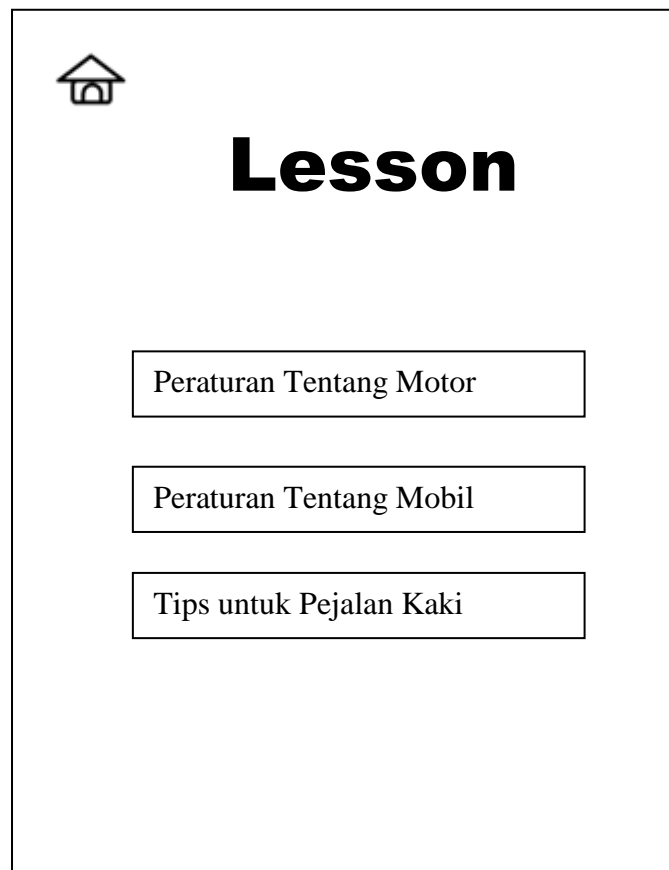 Lesson
Peraturan Tentang Motor
Peraturan Tentang Mobil
Tips untuk Pejalan Kaki